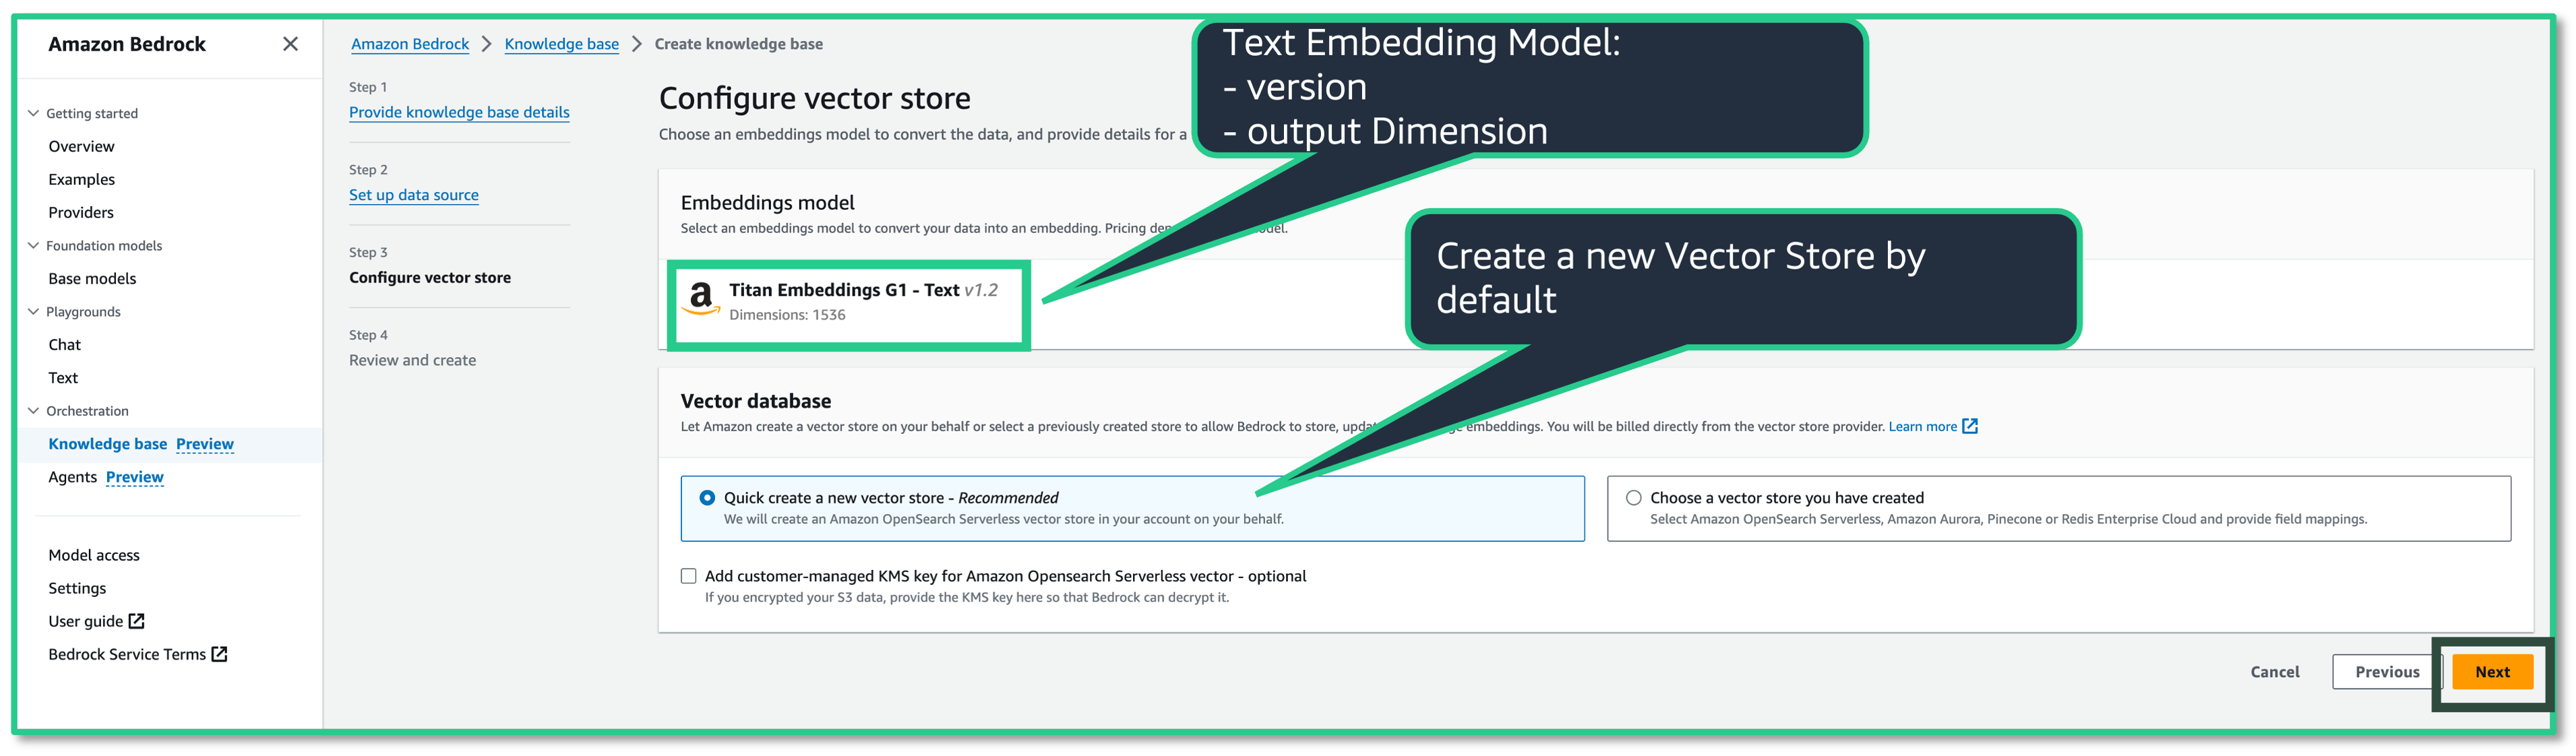 Amazon Bedrock
Getting started
Overview
Examples
Providers
Foundation models
Base models
Playgrounds
Chat
Text
Orchestration
Knowledge base Preview
Agents Preview
Model access
Settings
User guide
Bedrock Service Terms
Amazon Bedrock > Knowledge base > Create knowledge base
Step 1
Provide knowledge base details
Step 2
Set up data source
Step 3
Configure vector store
Step 4
Review and create
Configure vector store
Choose an embeddings model to convert the data, and provide details for a
Text Embedding Model:
- version
- output Dimension
Embeddings model
Select an embeddings model to convert your data into an embedding. Pricing
Titan Embeddings G1 - Text v1.2
Dimensions: 1536
Create a new Vector Store by
default
Vector database
Let Amazon create a vector store on your behalf or select a previously created store to allow Bedrock to store, embeddings. You will be billed directly from the vector store provider. Learn more
Quick create a new vector store - Recommended
We will create an Amazon OpenSearch Serverless vector store in your account on your behalf.
Choose a vector store you have created
Select Amazon OpenSearch Serverless, Amazon Aurora, Pinecone or Redis Enterprise Cloud and provide field mappings.
Add customer-managed KMS key for Amazon Opensearch Serverless vector - optional
If you encrypted your S3 data, provide the KMS key here so that Bedrock can decrypt it.
Cancel
Previous
Next